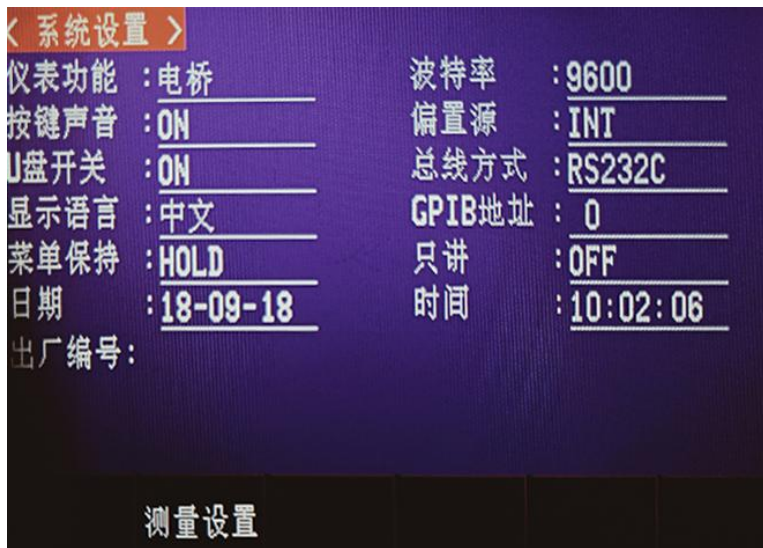 < 系统设置 >
仪表功能 :电桥 波特率 :9600
按键声音 :ON 偏置源 :INT
U盘开关 :ON 总线方式 :RS232C
显示语言 :中文 GPIB地址 : 0
菜单保持 :HOLD 只讲 :OFF
日期 :18-09-18 时间 :10:02:06
出厂编号:
测量设置